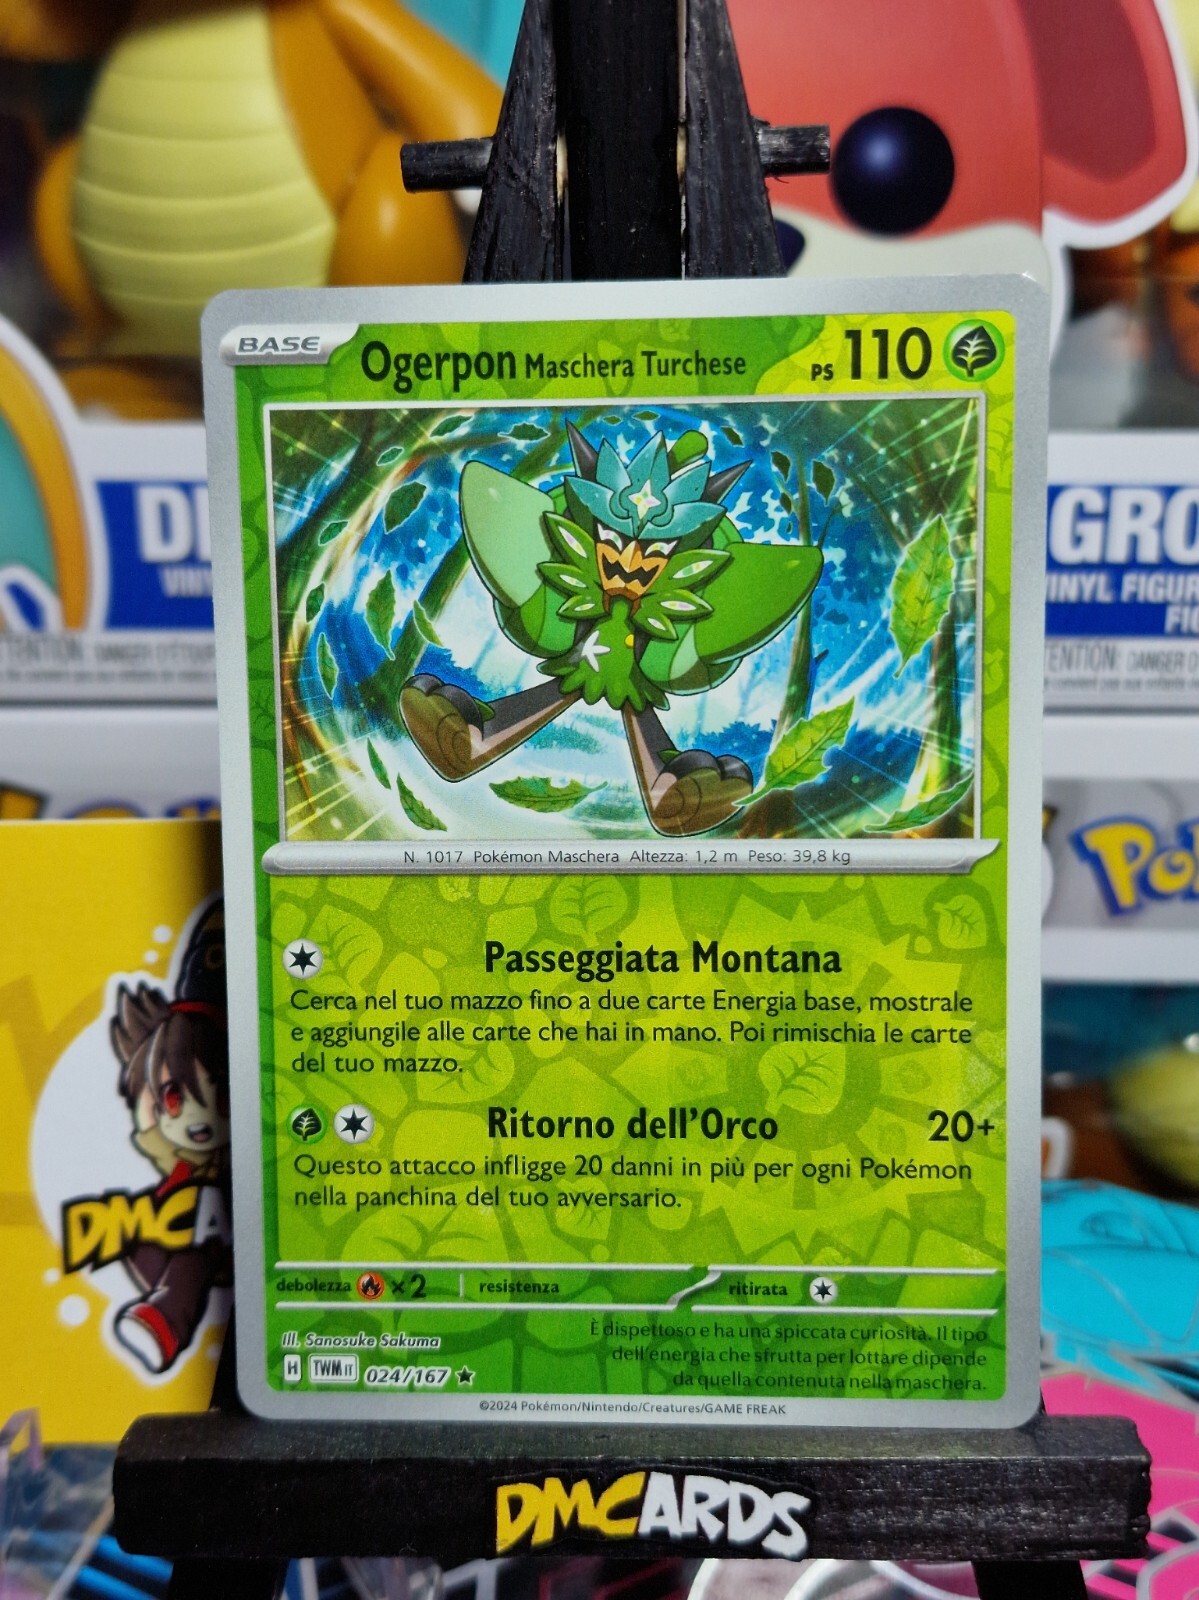 BASE
Ogerpon Maschera Turchese
PS 110
N. 1017 Pokémon Maschera Altezza: 1,2 m Peso: 39,8 kg
Passeggiata Montana
Cerca nel tuo mazzo fino a due carte Energia base, mostrale
e aggiungile alle carte che hai in mano. Poi rimischia le carte
del tuo mazzo.
Ritorno dell'Orco 20+
Questo attacco infligge 20 danni in più per ogni Pokémon
nella panchina del tuo avversario.
debolezza ×2 resistenza ritirata
Ill. Sanosuke Sakuma
H TWM IT 024/167 ★
È dispettoso e ha una spiccata curiosità. Il tipo
dell'energia che sfrutta per lottare dipende
da quella contenuta nella maschera.
©2024 Pokémon/Nintendo/Creatures/GAME FREAK
DMCARDS
DMCA
GRO
VINYL FIGUR